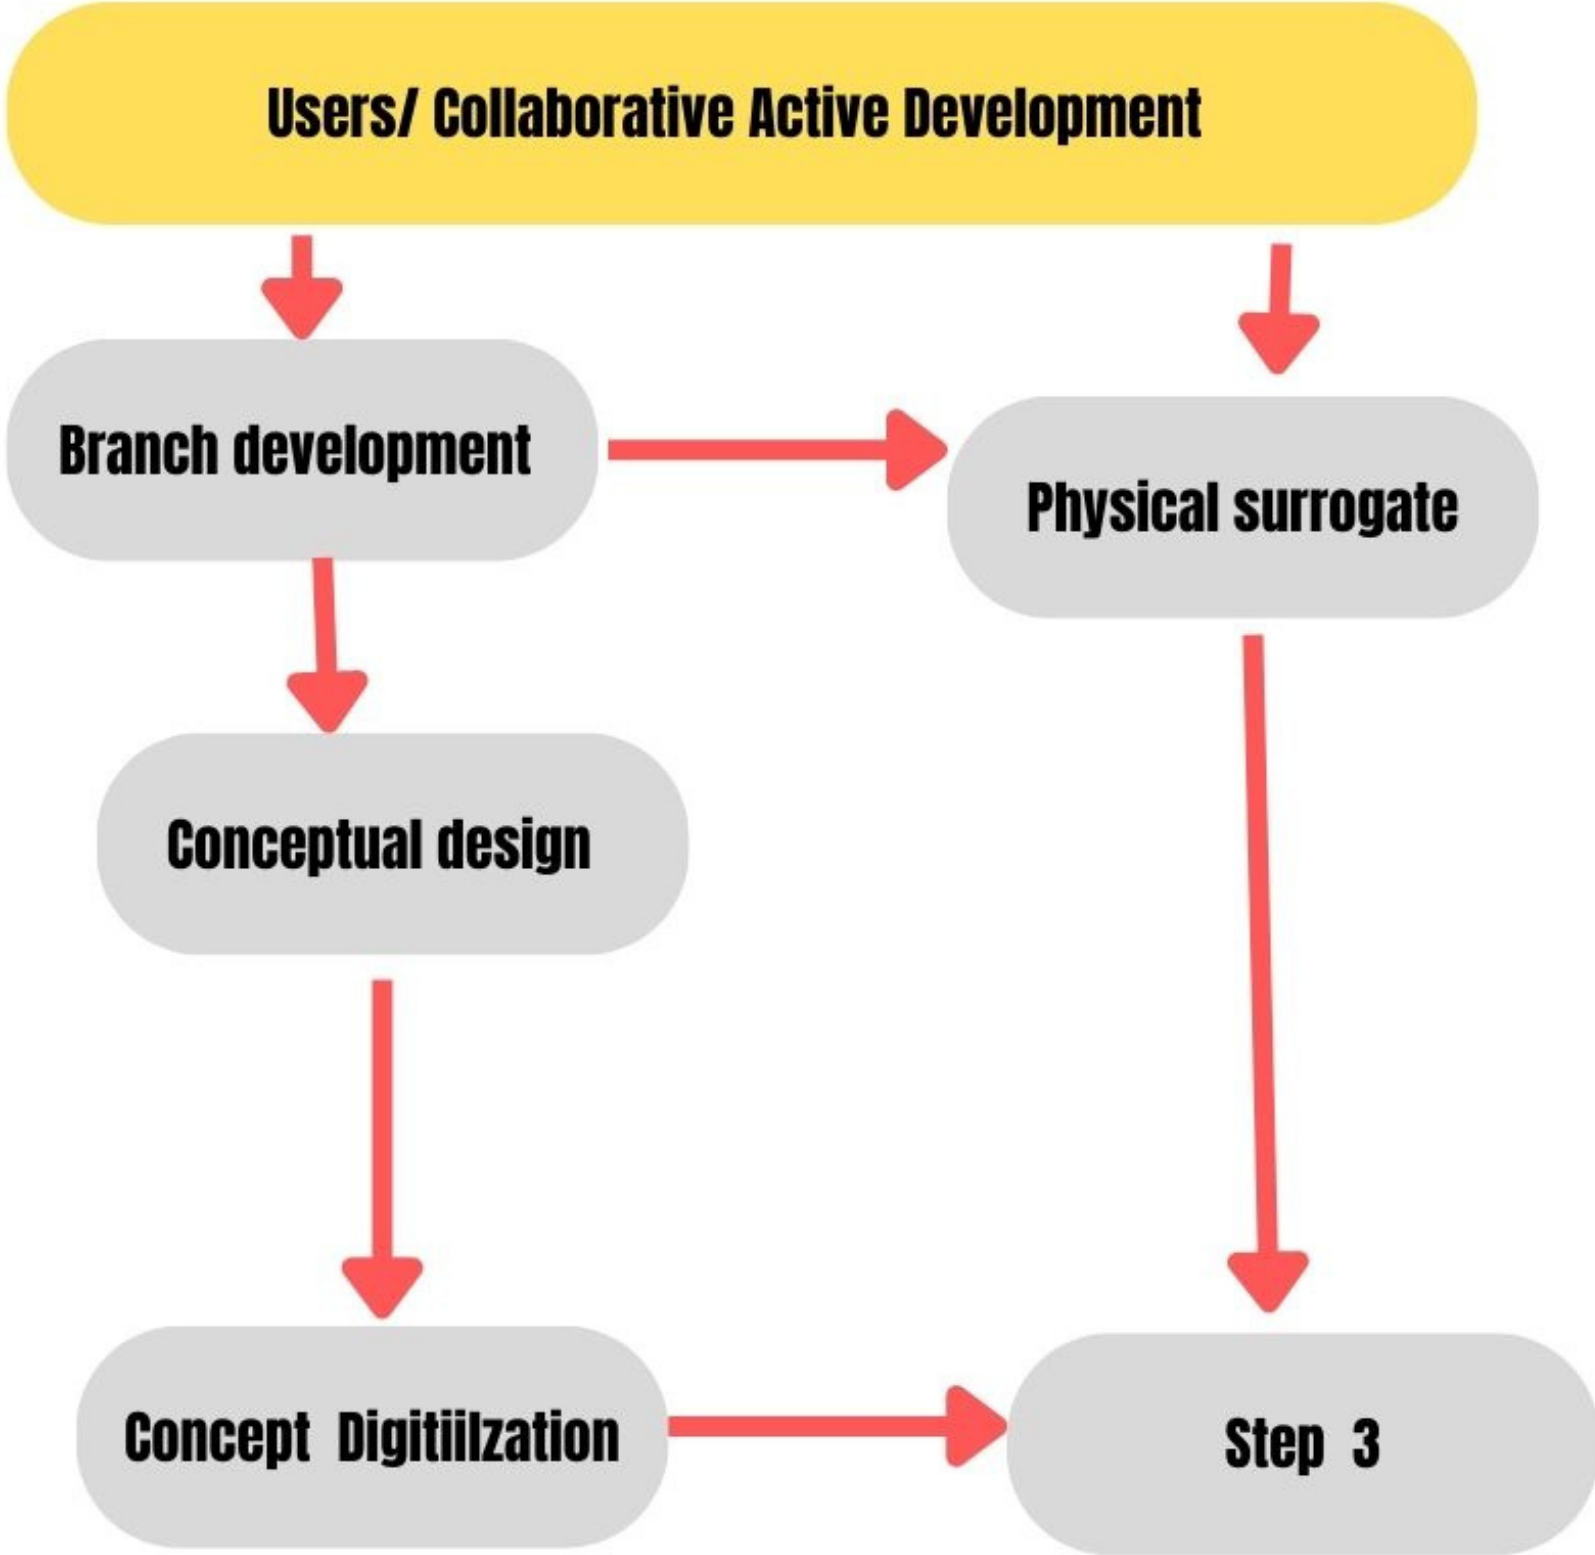 Users/ Collaborative Active Development
Branch development
Physical surrogate
Conceptual design
Concept Digitiilzation
Step 3